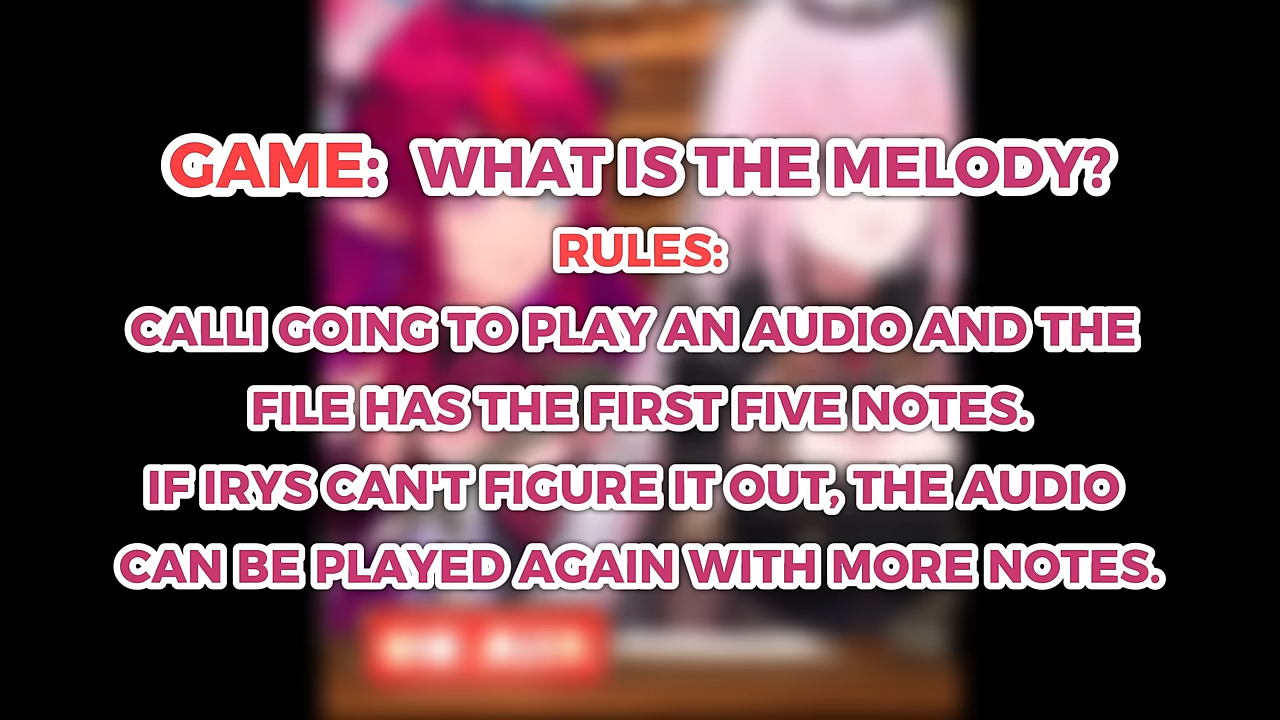 GAME: WHAT IS THE MELODY?
RULES:
CALLI GOING TO PLAY AN AUDIO AND THE
FILE HAS THE FIRST FIVE NOTES.
IF IRYS CAN'T FIGURE IT OUT, THE AUDIO
CAN BE PLAYED AGAIN WITH MORE NOTES.